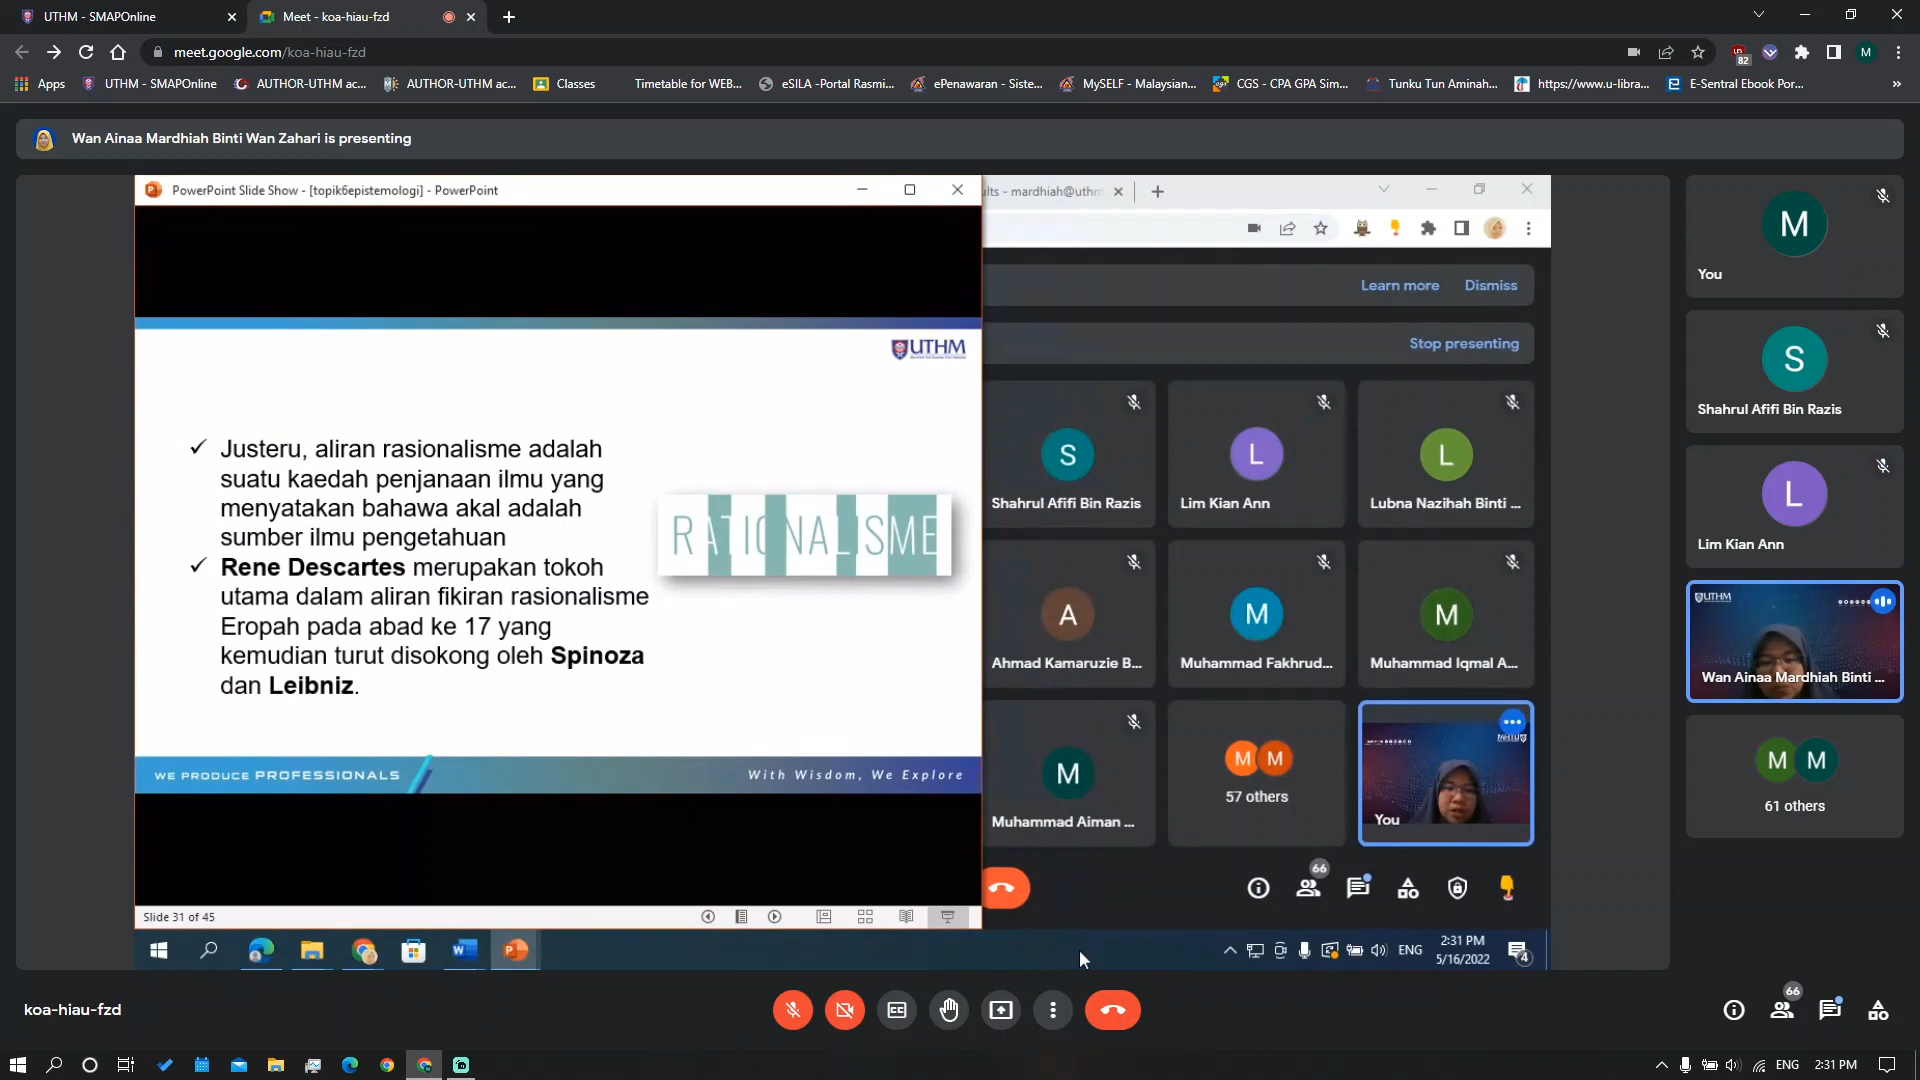 UTHM - SMAPOnline
Meet - koa-hiau-fzd
meet.google.com/koa-hiau-fzd
82
M
Apps
UTHM - SMAPOnline
AUTHOR-UTHM ac...
AUTHOR-UTHM ac...
Classes
Timetable for WEB...
eSILA -Portal Rasmi...
ePenawaran - Siste...
MySELF - Malaysian...
CGS - CPA GPA Sim...
Tunku Tun Aminah...
https://www.u-libra...
E-Sentral Ebook Por...
Wan Ainaa Mardhiah Binti Wan Zahari is presenting
PowerPoint Slide Show - [topik6epistemologi] - PowerPoint
ults - mardhiah@uthm
Learn more
Dismiss
Stop presenting
UTHM
Justeru, aliran rasionalisme adalah
suatu kaedah penjanaan ilmu yang
menyatakan bahawa akal adalah
sumber ilmu pengetahuan
Rene Descartes merupakan tokoh
utama dalam aliran fikiran rasionalisme
Eropah pada abad ke 17 yang
kemudian turut disokong oleh Spinoza
dan Leibniz.
RATIONALISME
WE PRODUCE PROFESSIONALS
With Wisdom, We Explore
Slide 31 of 45
S
Shahrul Afifi Bin Razis
L
Lim Kian Ann
L
Lubna Nazihah Binti ...
A
Ahmad Kamaruzie B...
M
Muhammad Fakhrud...
M
Muhammad Iqmal A...
M
Muhammad Aiman ...
M M
57 others
UTHM
You
66
ENG
2:31 PM
5/16/2022
4
M
You
S
Shahrul Afifi Bin Razis
L
Lim Kian Ann
UTHM
Wan Ainaa Mardhiah Binti ...
M M
61 others
koa-hiau-fzd
66
ENG
2:31 PM